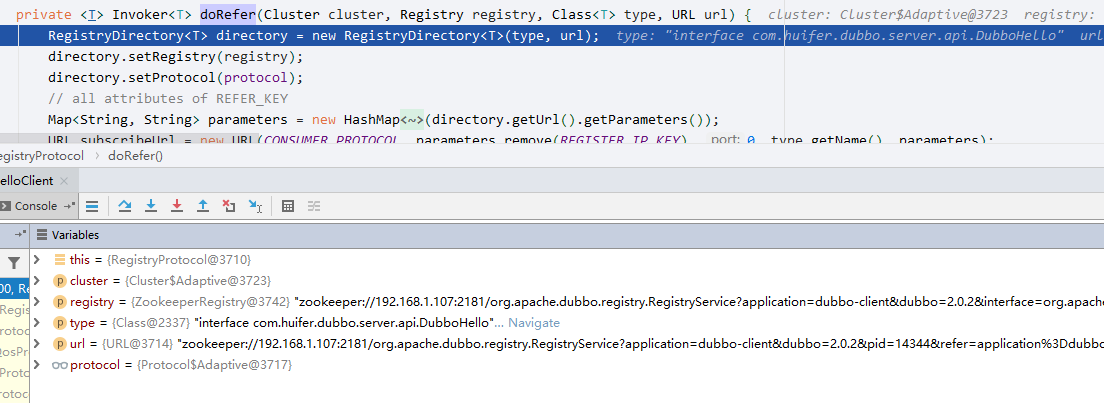 private <T> Invoker<T> doRefer(Cluster cluster, Registry registry, Class<T> type, URL url) { cluster: Cluster$Adaptive@3723 registry:
RegistryDirectory<T> directory = new RegistryDirectory<T>(type, url); type: "interface com.huifer.dubbo.server.api.DubboHello" url
directory.setRegistry(registry);
directory.setProtocol(protocol);
// all attributes of REFER_KEY
Map<String, String> parameters = new HashMap<~>(directory.getUrl().getParameters());
URL subscribeUrl = new URL(CONSUMER_PROTOCOL, parameters.remove(REGISTER_IP_KEY), port: 0, type.getName(), parameters);
egistryProtocol › doRefer()
elloClient ×
Console
Variables
this = {RegistryProtocol@3710}
cluster = {Cluster$Adaptive@3723}
00, Re
registry = {ZookeeperRegistry@3742} "zookeeper://192.168.1.107:2181/org.apache.dubbo.registry.RegistryService?application=dubbo-client&dubbo=2.0.2&interface=org.apache
Regis
type = {Class@2337} "interface com.huifer.dubbo.server.api.DubboHello"... Navigate
rotoc
url = {URL@3714} "zookeeper://192.168.1.107:2181/org.apache.dubbo.registry.RegistryService?application=dubbo-client&dubbo=2.0.2&pid=14344&refer=application%3Ddubbo
QosPr
protocol = {Protocol$Adaptive@3717}
Proto
rotoc